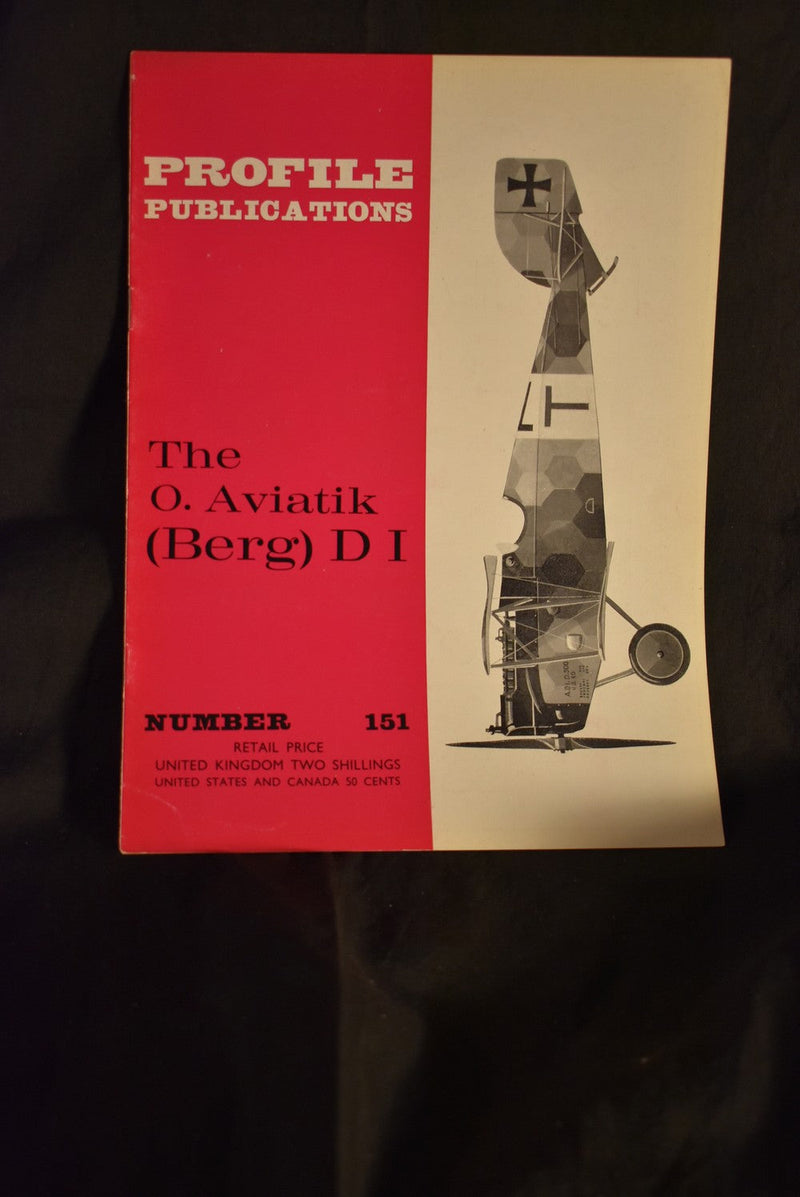 PROFILE
PUBLICATIONS
The
O. Aviatik
(Berg) D I
NUMBER 151
RETAIL PRICE
UNITED KINGDOM TWO SHILLINGS
UNITED STATES AND CANADA 50 CENTS